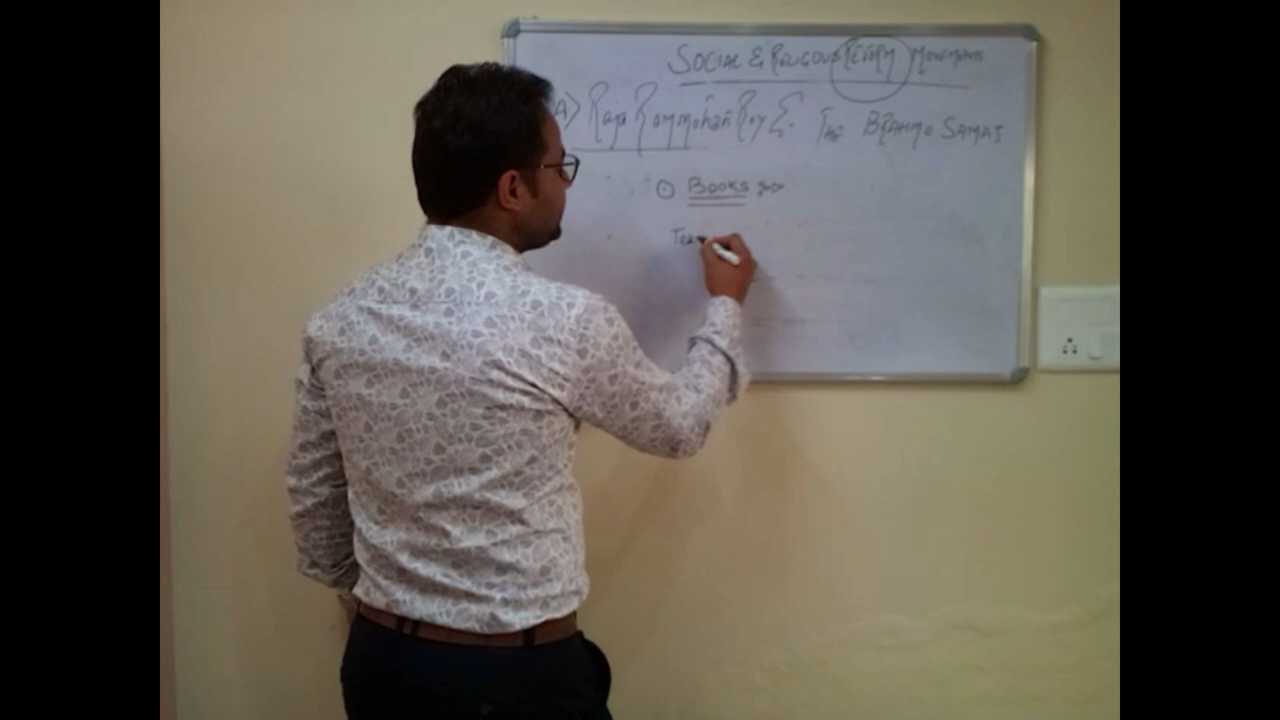 SOCIAL & RELIGOUS REFORM MOVEMENTS
A) Raja Rammohan Roy & The BRAHMO SAMAJ
BOOKS